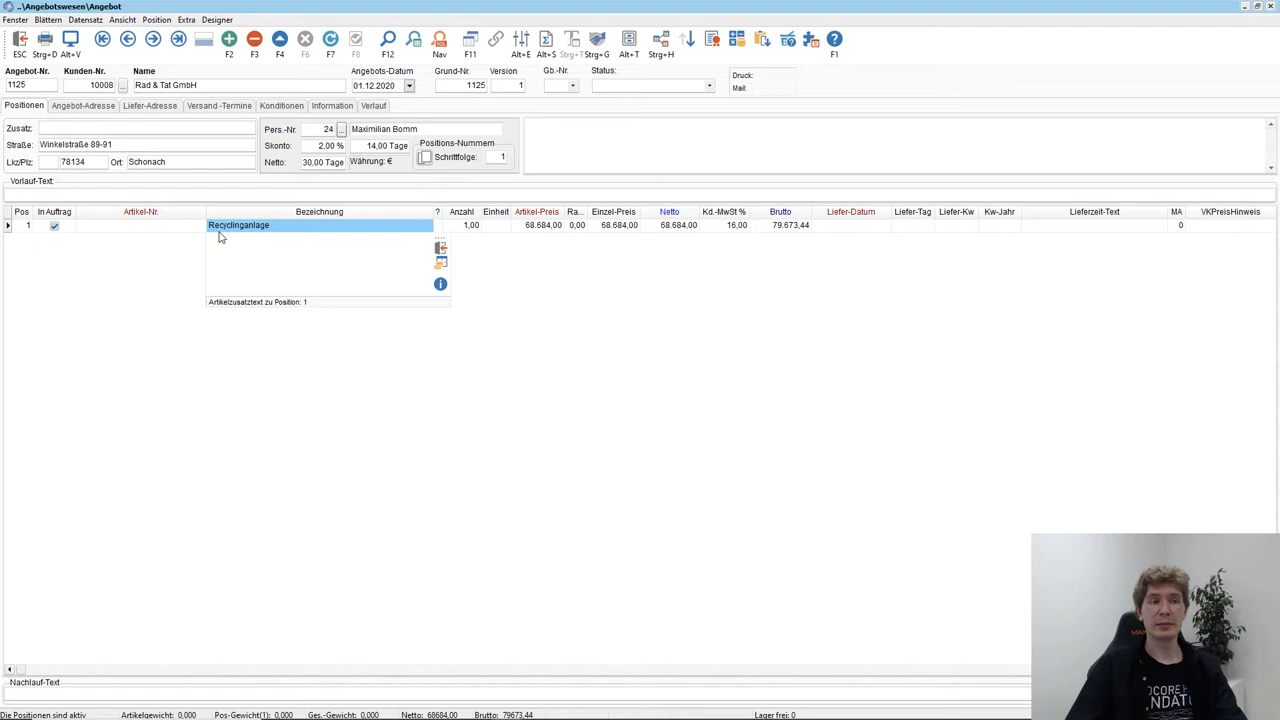 ..\Angebotswesen\Angebot
Fenster Blättern Datensatz Ansicht Position Extra Designer
ESC Strg+D Alt+V F2 F3 F4 F6 F7 F8 F12 Nav F11 Alt+E Alt+S Strg+T Strg+G Alt+T Strg+H F1
SQL
Angebot-Nr. Kunden-Nr. Name Angebots-Datum Grund-Nr. Version Gb.-Nr. Status: Druck:
1125 10008 ... Rad & Tat GmbH 01.12.2020 1125 1 Mail:
Positionen Angebot-Adresse Liefer-Adresse Versand -Termine Konditionen Information Verlauf
Zusatz: Pers.-Nr. 24 ... Maximilian Bomm
Straße: Winkelstraße 89-91 Skonto: 2,00 % 14,00 Tage Positions-Nummern
Schrittfolge: 1
Lkz/Plz: 78134 Ort: Schonach Netto: 30,00 Tage Währung: €
Vorlauf-Text:
Pos In Auftrag Artikel-Nr. Bezeichnung ? Anzahl Einheit Artikel-Preis Ra... Einzel-Preis Netto Kd.-MwSt % Brutto Liefer-Datum Liefer-Tag Liefer-Kw Kw-Jahr Lieferzeit-Text MA VKPreisHinweis
1 Recyclinganlage 1,00 68.684,00 0,00 68.684,00 68.684,00 16,00 79.673,44 0
Artikelzusatztext zu Position: 1
Nachlauf-Text
Die Positionen sind aktiv Artikelgewicht: 0,000 Pos-Gewicht(1): 0,000 Ges.-Gewicht: 0,000 Netto: 68684,00 Brutto: 79673,44 Lager frei: 0